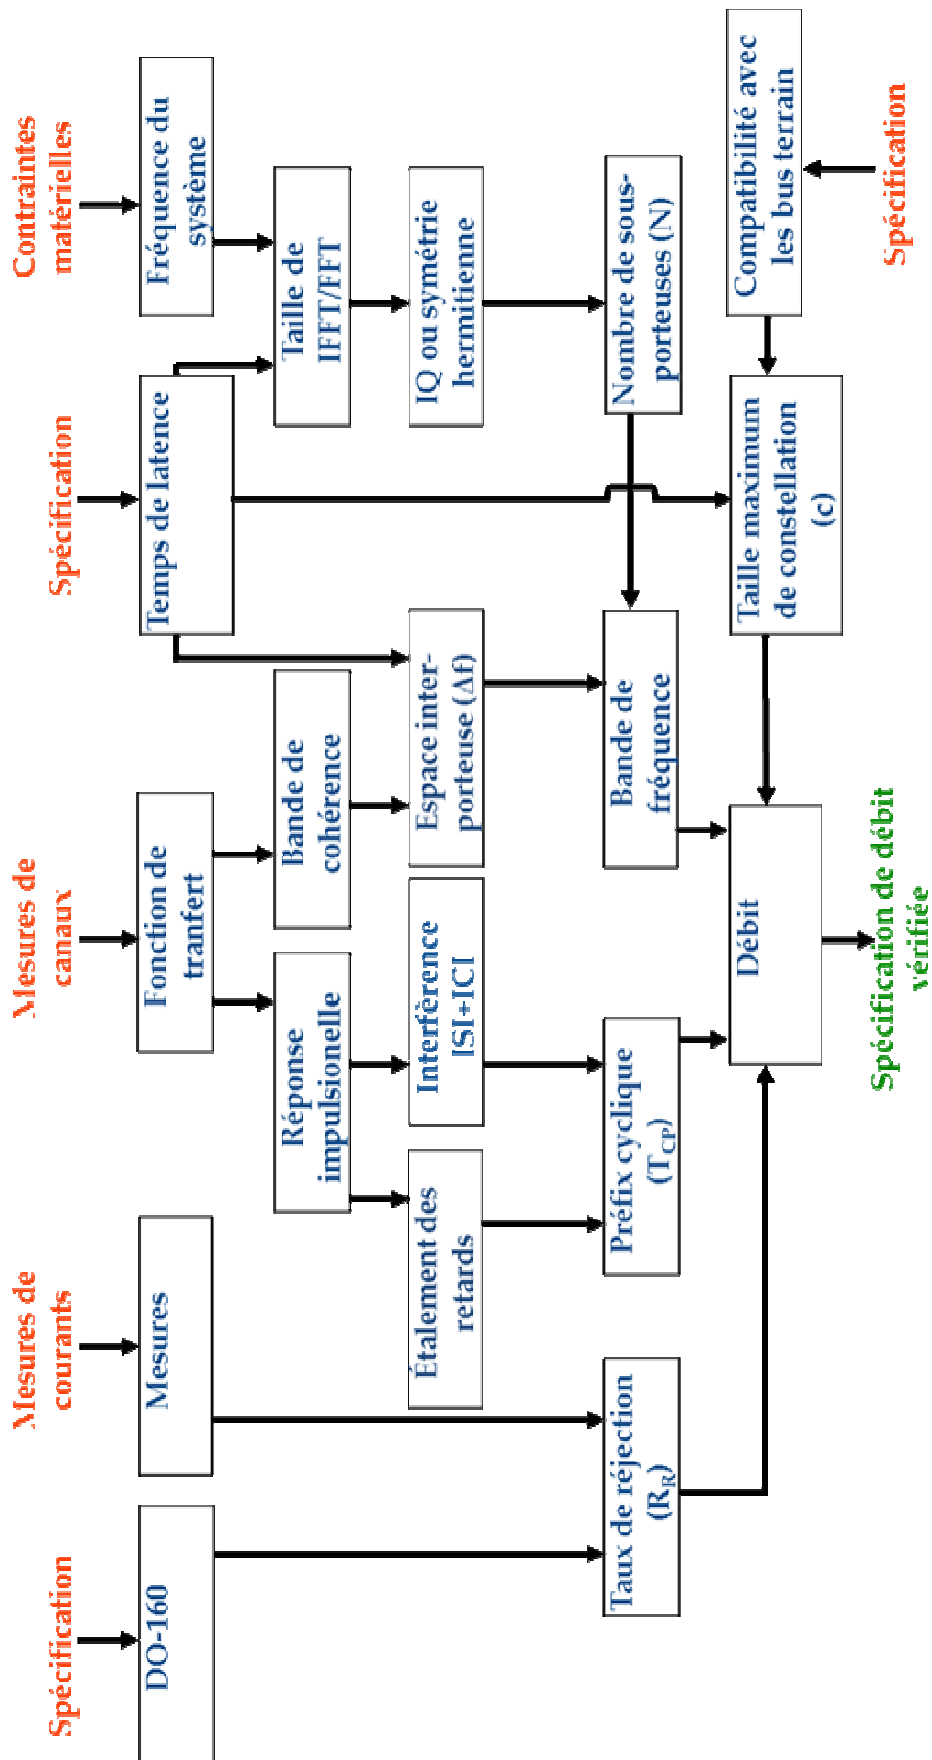 Spécification
Mesures de
courants
Mesures de
canaux
Spécification
Contraintes
matérielles
DO-160
Mesures
Fonction de
tranfert
Temps de latence
Fréquence du
système
Réponse
impulsionelle
Bande de
cohérence
Taille de
IFFT/FFT
Étalement des
retards
Interférence
ISI+ICI
Espace inter-
porteuse (Δf)
IQ ou symétrie
hermitienne
Taux de réjection
(RR)
Préfix cyclique
(TCP)
Bande de
fréquence
Nombre de sous-
porteuses (N)
Débit
Taille maximum
de constellation
(c)
Compatibilité avec
les bus terrain
Spécification de débit
vérifiée
Spécification